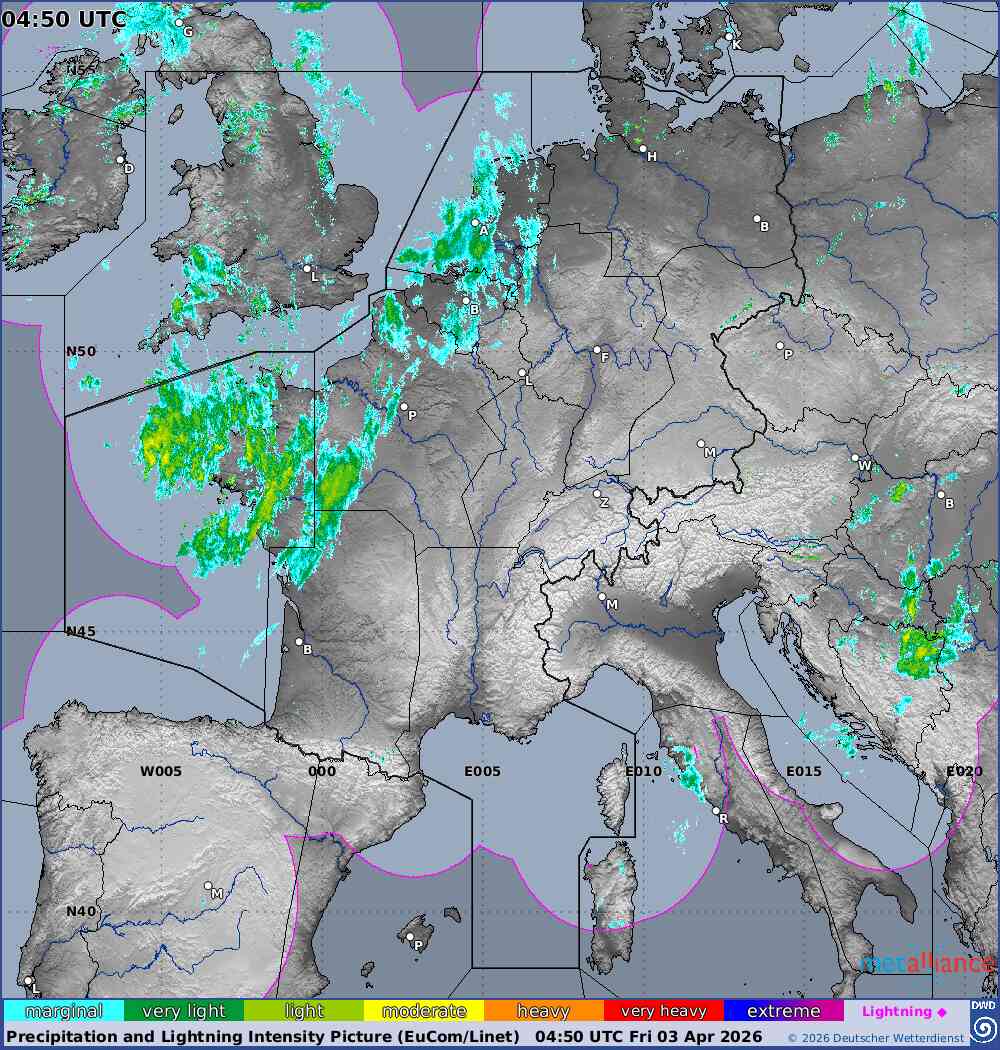 04:50 UTC
G
K
N55
H
D
B
A
L
B
N50
F
P
L
P
M
W
Z
B
M
N45
B
W005
000
E005
E010
E015
E020
R
M
N40
P
L
metalliance
marginal very light light moderate heavy very heavy extreme Lightning ◆
DWD
Precipitation and Lightning Intensity Picture (EuCom/Linet) 04:50 UTC Fri 03 Apr 2026 © 2026 Deutscher Wetterdienst